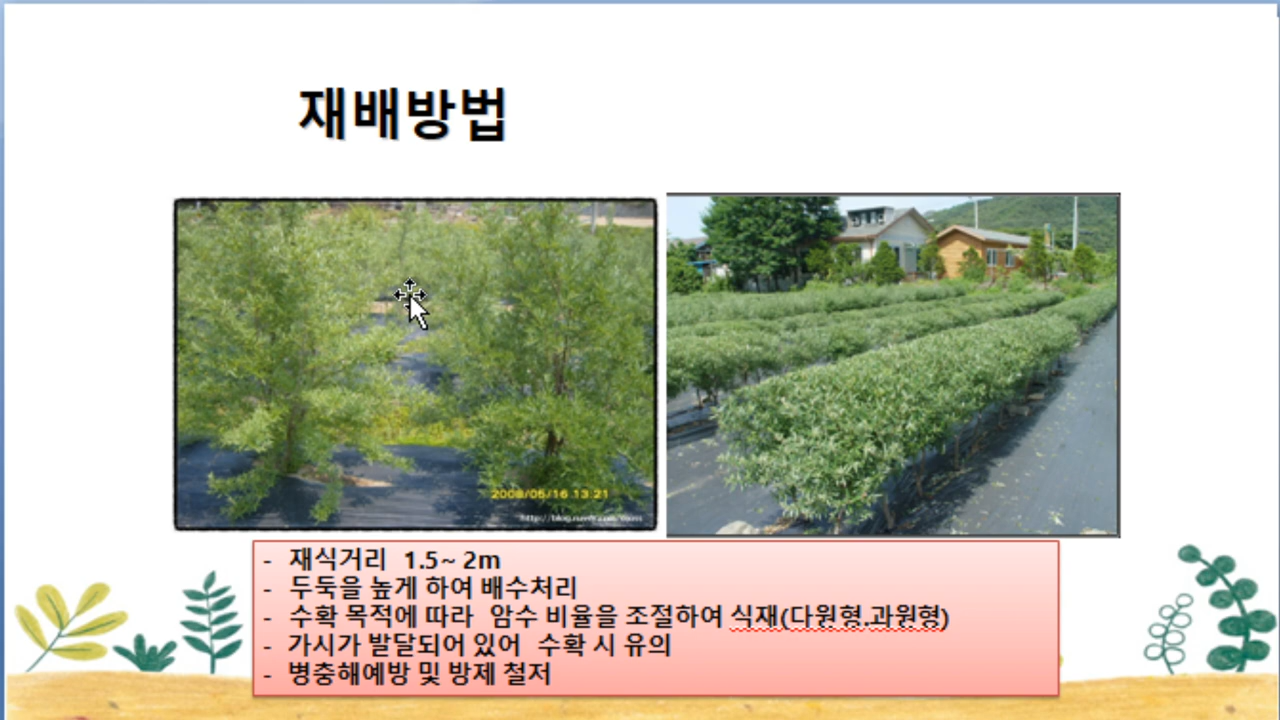 재배방법
2008/05/16 13:21
- 재식거리 1.5~ 2m
- 두둑을 높게 하여 배수처리
- 수확 목적에 따라 암수 비율을 조절하여 식재(다원형.과원형)
- 가시가 발달되어 있어 수확 시 유의
- 병충해예방 및 방제 철저